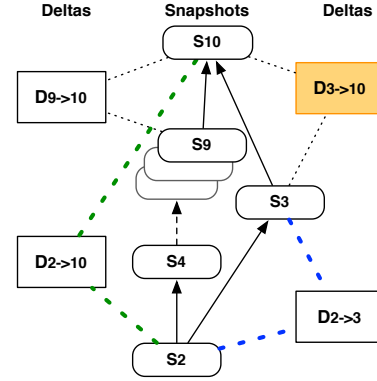 Deltas Snapshots Deltas
S10
D9->10 D3->10
S9
S3
D2->10 S4
D2->3
S2